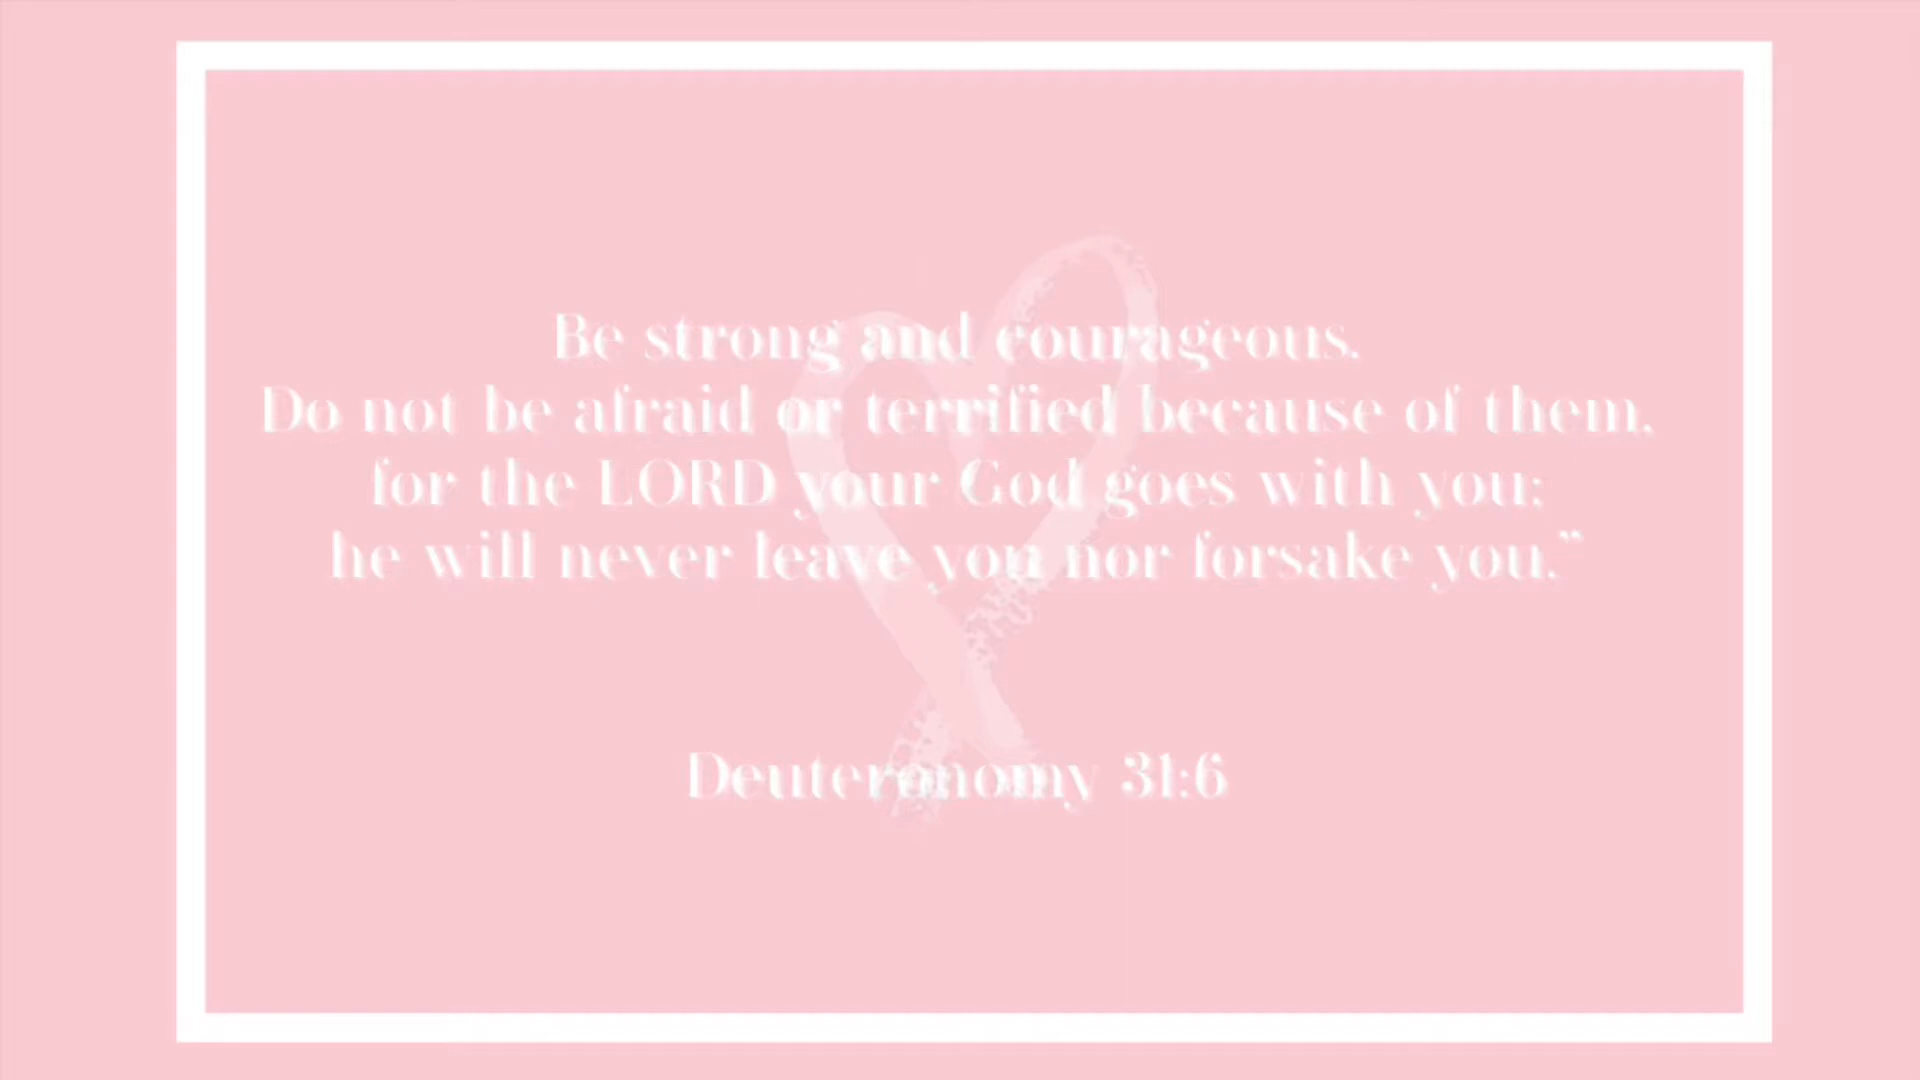 Be strong and courageous.
Do not be afraid or terrified because of them,
for the LORD your God goes with you;
he will never leave you nor forsake you.”
Deuteronomy 31:6